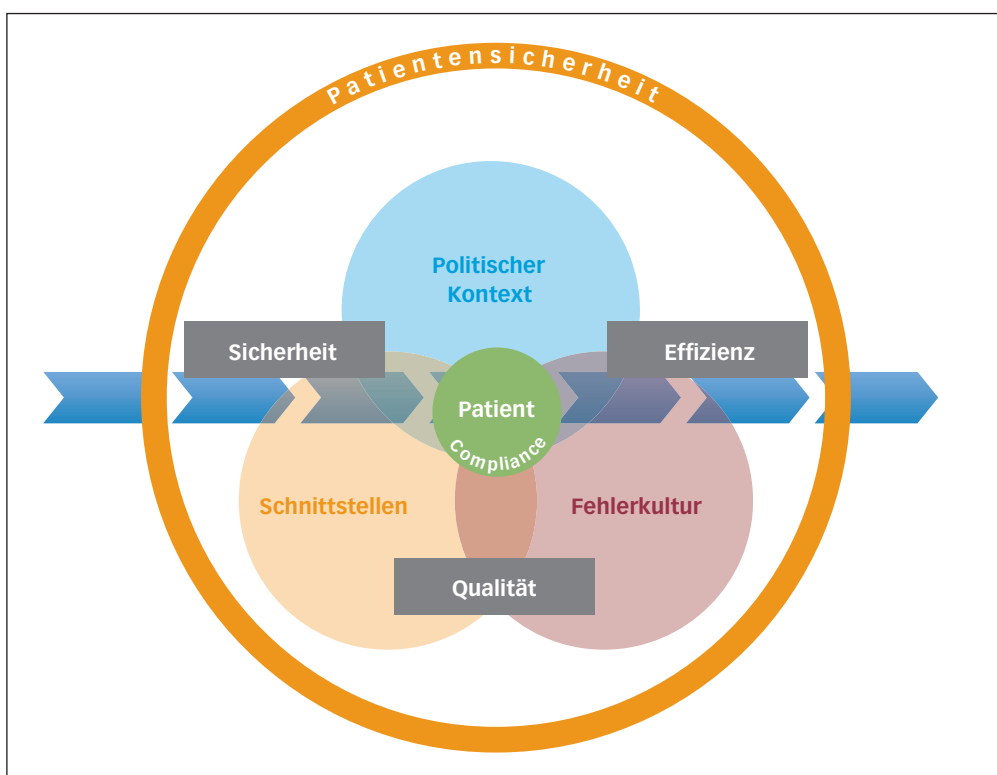 Patientensicherheit
Politischer
Kontext
Sicherheit
Effizienz
Patient
Compliance
Schnittstellen
Fehlerkultur
Qualität